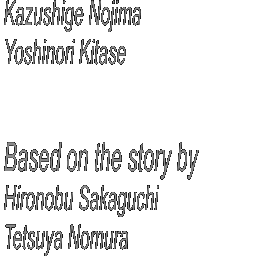 Kazushige Nojima
Yoshinori Kitase
Based on the story by
Hironobu Sakaguchi
Tetsuya Nomura